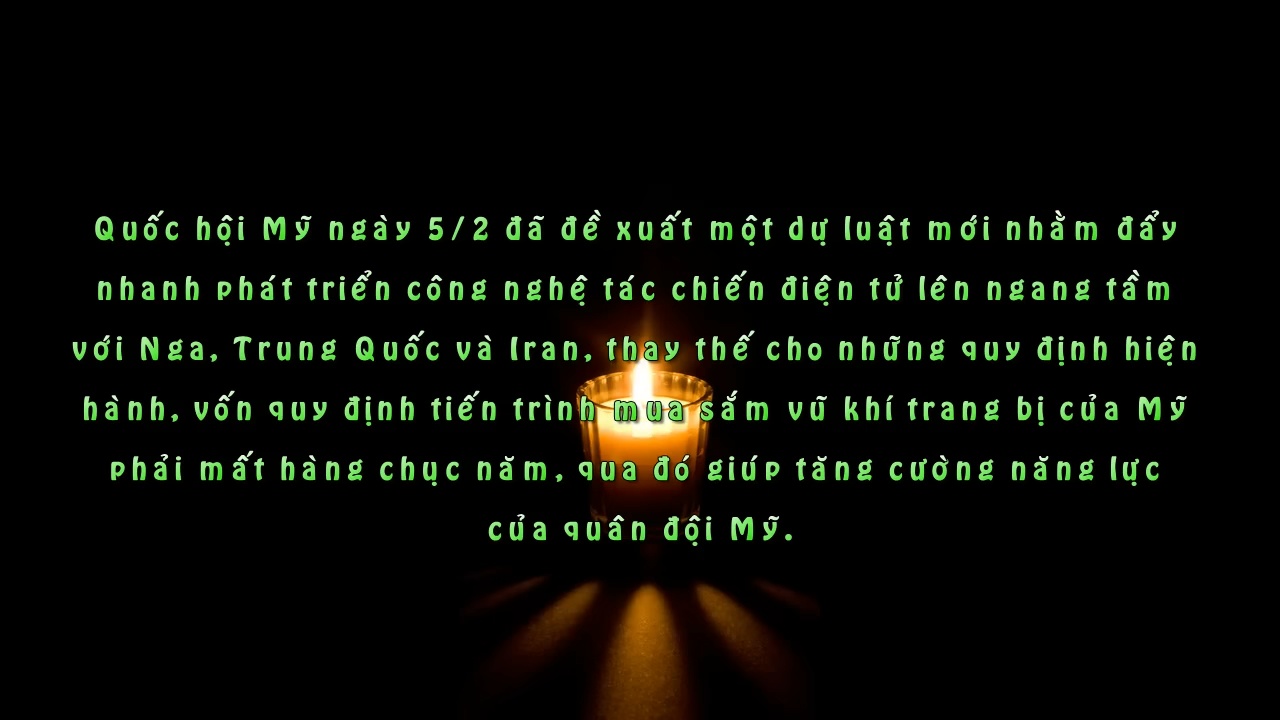 Quốc hội Mỹ ngày 5/2 đã đề xuất một dự luật mới nhằm đẩy
nhanh phát triển công nghệ tác chiến điện tử lên ngang tầm
với Nga, Trung Quốc và Iran, thay thế cho những quy định hiện
hành, vốn quy định tiến trình mua sắm vũ khí trang bị của Mỹ
phải mất hàng chục năm, qua đó giúp tăng cường năng lực
của quân đội Mỹ.